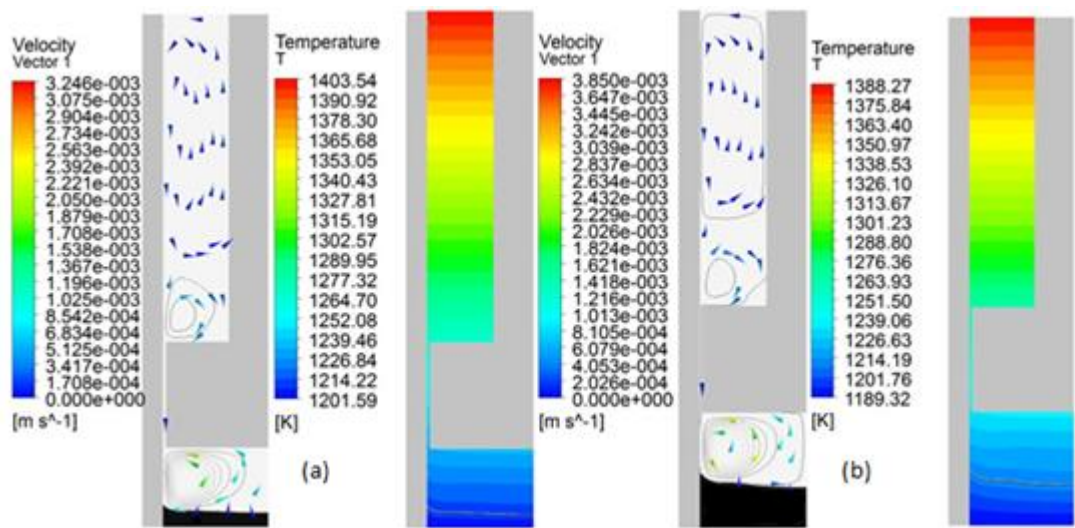 Velocity
Vector 1
3.246e-003
3.075e-003
2.904e-003
2.734e-003
2.563e-003
2.392e-003
2.221e-003
2.050e-003
1.879e-003
1.708e-003
1.538e-003
1.367e-003
1.196e-003
1.025e-003
8.542e-004
6.834e-004
5.125e-004
3.417e-004
1.708e-004
0.000e+000
[m s^-1]
Temperature
T
1403.54
1390.92
1378.30
1365.68
1353.05
1340.43
1327.81
1315.19
1302.57
1289.95
1277.32
1264.70
1252.08
1239.46
1226.84
1214.22
1201.59
[K]
(a)
Velocity
Vector 1
3.850e-003
3.647e-003
3.445e-003
3.242e-003
3.039e-003
2.837e-003
2.634e-003
2.432e-003
2.229e-003
2.026e-003
1.824e-003
1.621e-003
1.418e-003
1.216e-003
1.013e-003
8.105e-004
6.079e-004
4.053e-004
2.026e-004
0.000e+000
[m s^-1]
Temperature
T
1388.27
1375.84
1363.40
1350.97
1338.53
1326.10
1313.67
1301.23
1288.80
1276.36
1263.93
1251.50
1239.06
1226.63
1214.19
1201.76
1189.32
[K]
(b)